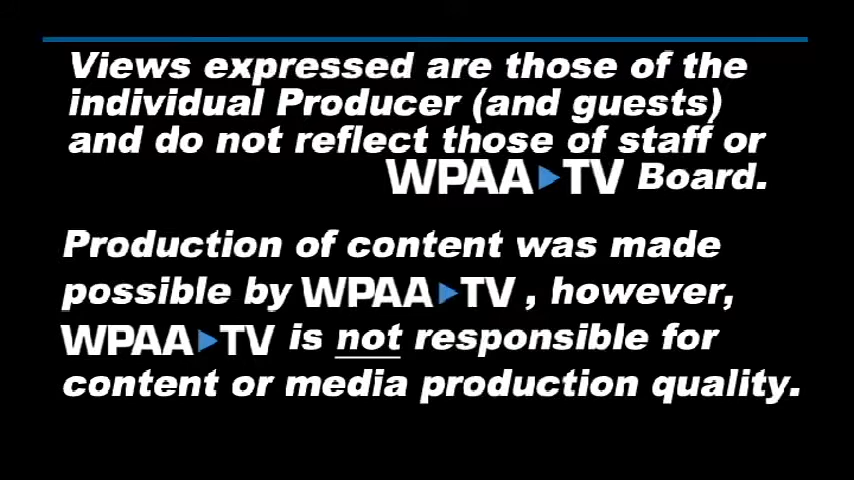 Views expressed are those of the
individual Producer (and guests)
and do not reflect those of staff or
WPAA TV Board.
Production of content was made
possible by WPAA TV , however,
WPAA TV is not responsible for
content or media production quality.